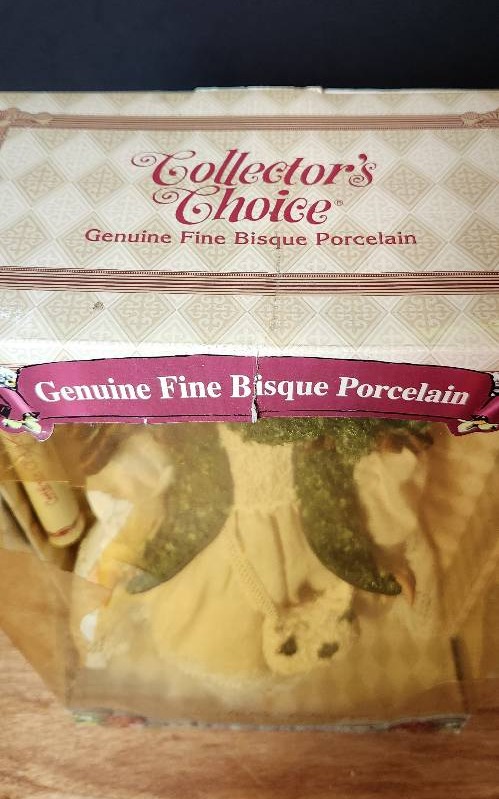 Collector's
Choice®
Genuine Fine Bisque Porcelain
Genuine Fine Bisque Porcelain